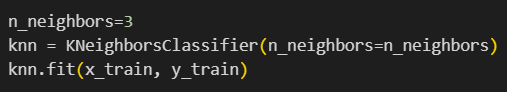 n_neighbors=3
knn = KNeighborsClassifier(n_neighbors=n_neighbors)
knn.fit(x_train, y_train)